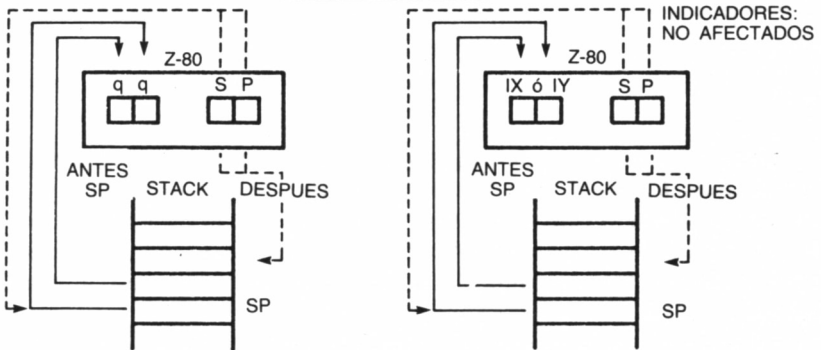 Z-80
q q
S P
ANTES
SP
STACK
DESPUES
SP
INDICADORES:
NO AFECTADOS
Z-80
IX ó IY
S P
ANTES
SP
STACK
DESPUES
SP